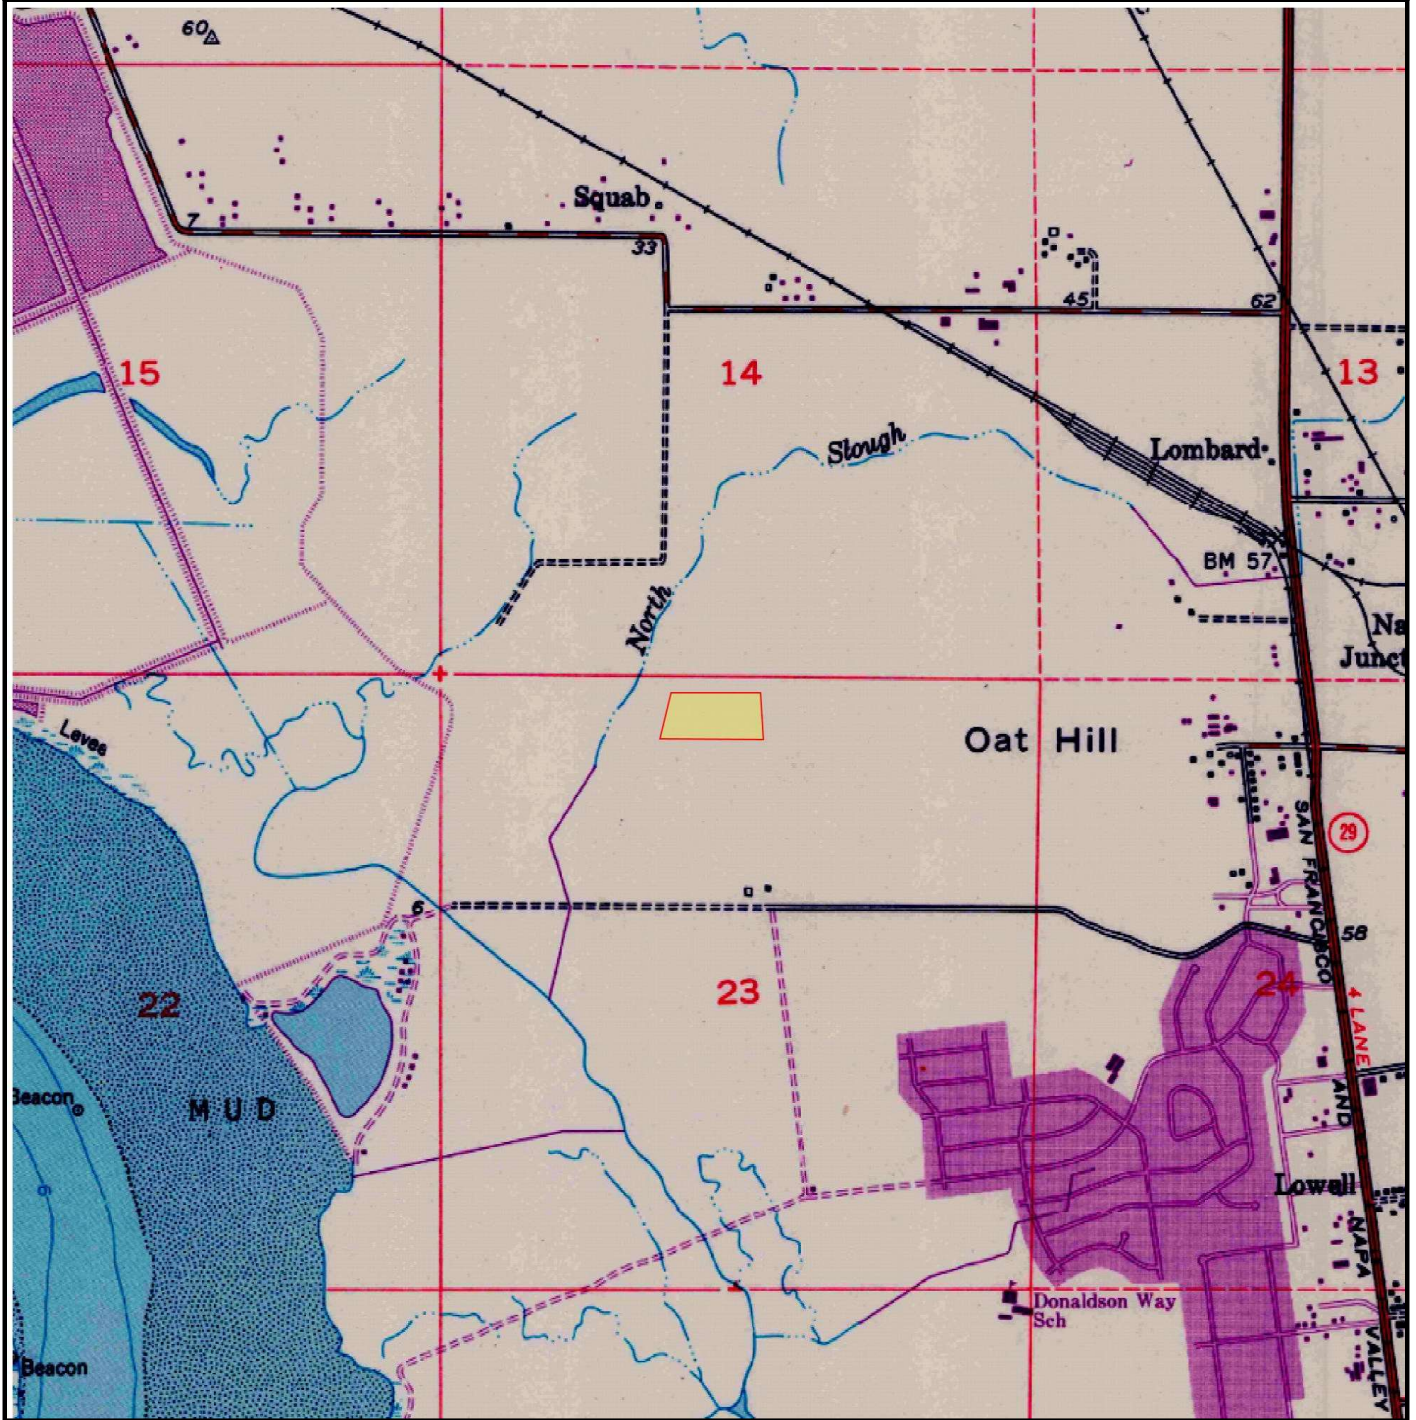 60
7
Squab
33
45
62
15
14
13
Slough
Lombard
BM 57
North
Na
Junct
Levee
Oat Hill
29
SAN FRANCISCO
6
58
22
23
24
4 LANE
Beacon
MUD
AND
6
Lowell
NAPA
Donaldson Way
Sch
VALLEY
Beacon